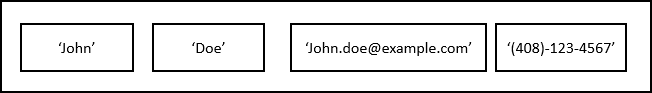 ‘John’ ‘Doe’ ‘John.doe@example.com’ ‘(408)-123-4567’